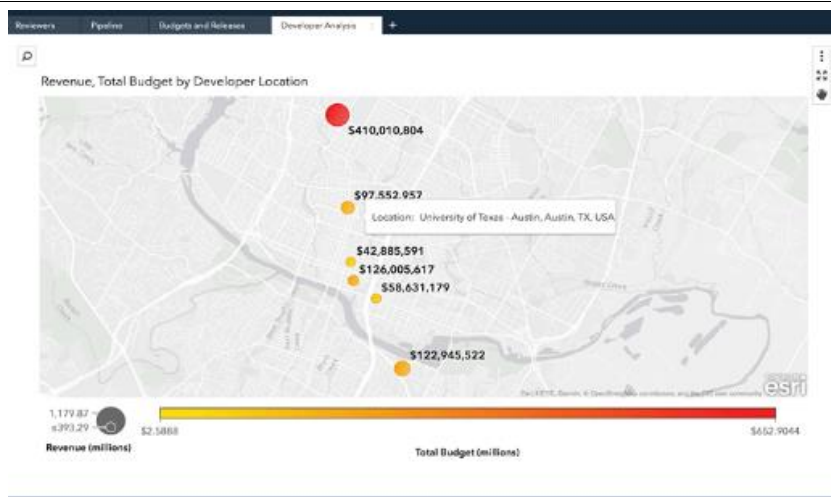 Reviewers Pipeline Budgets and Releases Developer Analysis +
Revenue, Total Budget by Developer Location
$410,010,804
$97,552,957
Location: University of Texas - Austin, Austin, TX, USA
$42,885,591
$126,005,617
$58,631,179
$122,945,522
esri
1,179.87
≤393.29
$2.5888
$652.9044
Revenue (millions)
Total Budget (millions)